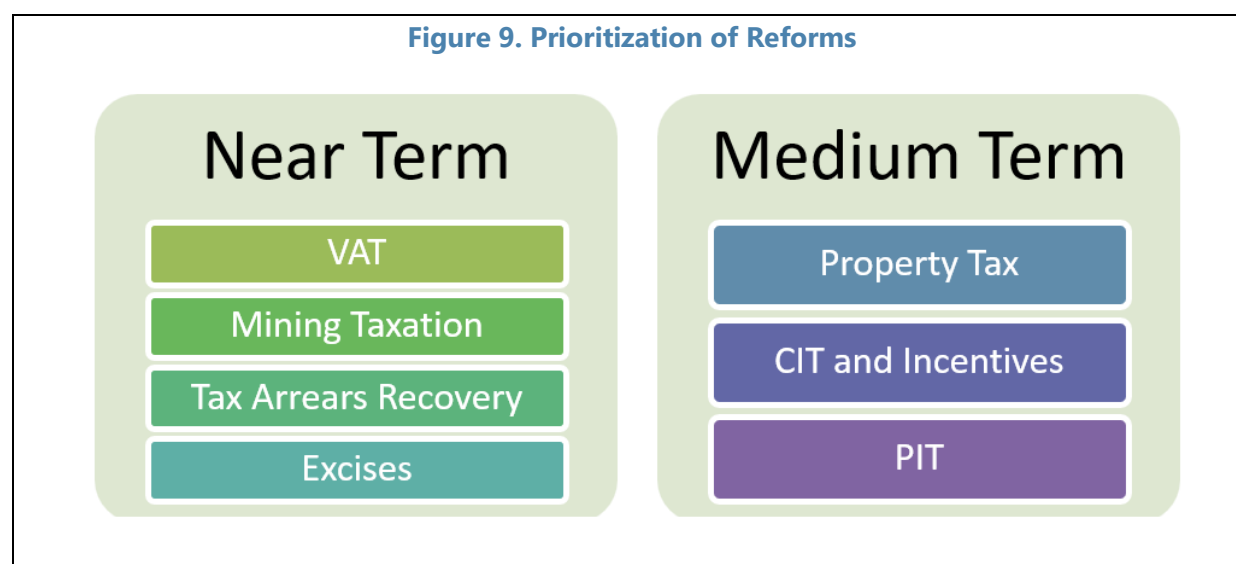 Figure 9. Prioritization of Reforms
Near Term
VAT
Mining Taxation
Tax Arrears Recovery
Excises
Medium Term
Property Tax
CIT and Incentives
PIT